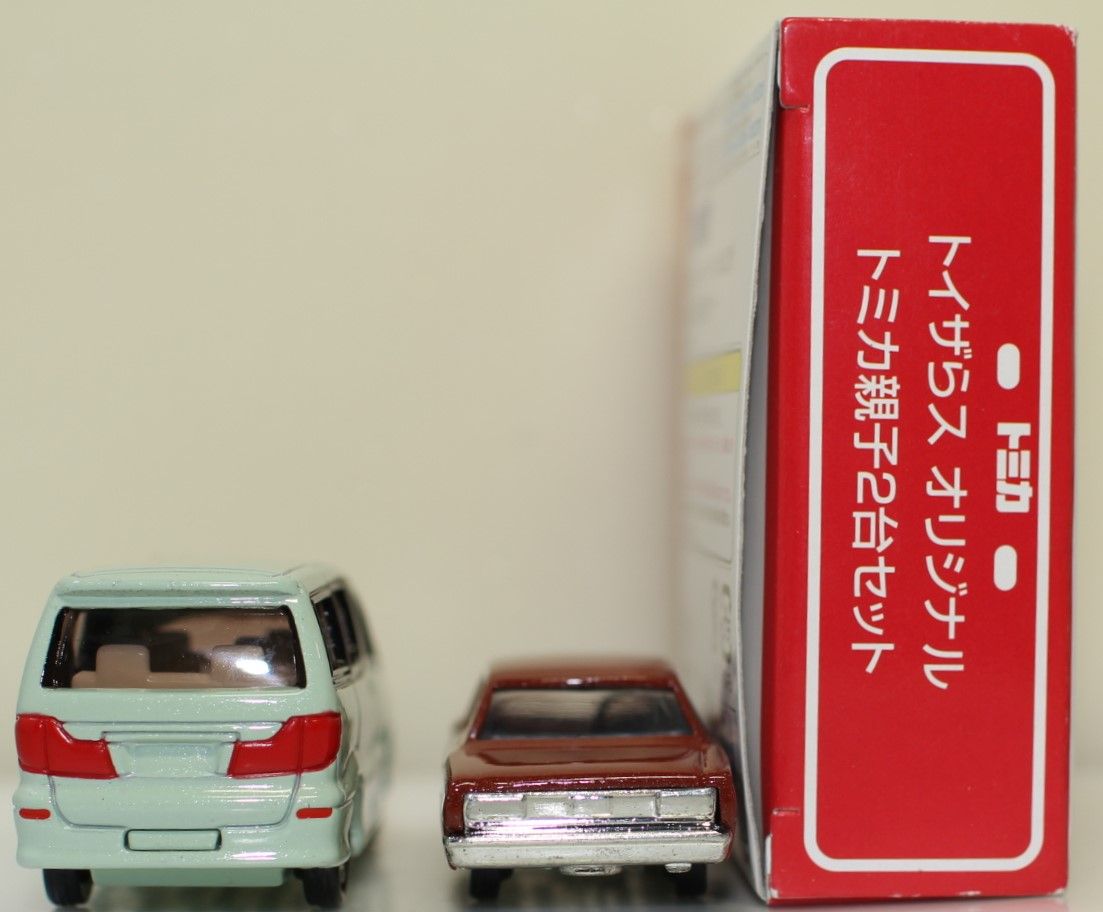 トミカ
トイザらス オリジナル
トミカ親子2台セット